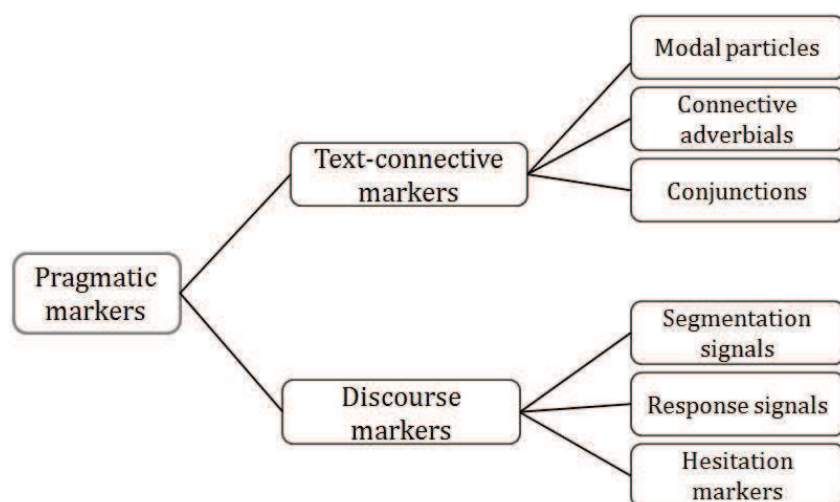 Pragmatic
markers
Text-connective
markers
Modal particles
Connective
adverbials
Conjunctions
Discourse
markers
Segmentation
signals
Response signals
Hesitation
markers